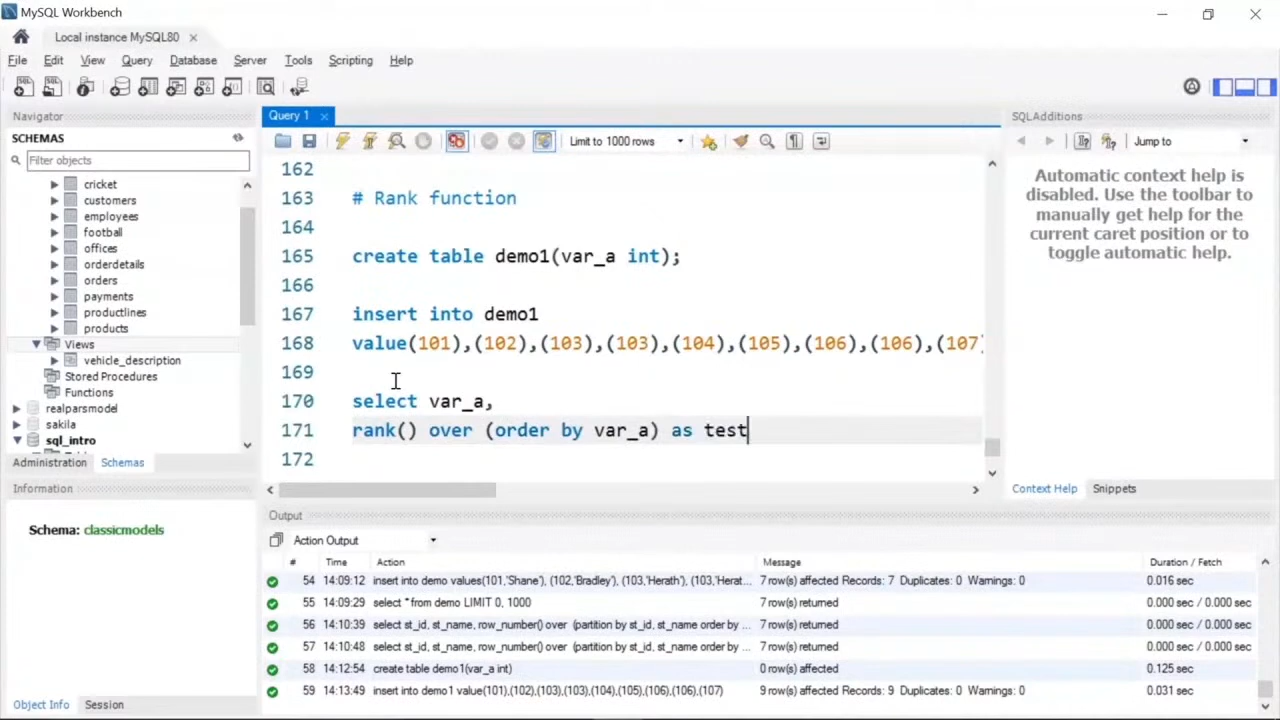 MySQL Workbench
Local instance MySQL80
File Edit View Query Database Server Tools Scripting Help
Navigator
SCHEMAS
Filter objects
cricket
customers
employees
football
offices
orderdetails
orders
payments
productlines
products
Views
vehicle_description
Stored Procedures
Functions
realparsmodel
sakila
sql_intro
Administration Schemas
Information
Schema: classicmodels
Object Info Session
Query 1
Limit to 1000 rows
162
163 # Rank function
164
165 create table demo1(var_a int);
166
167 insert into demo1
168 value(101),(102),(103),(103),(104),(105),(106),(106),(107)
169
170 select var_a,
171 rank() over (order by var_a) as test
172
SQLAdditions
Jump to
Automatic context help is
disabled. Use the toolbar to
manually get help for the
current caret position or to
toggle automatic help.
Context Help Snippets
Output
Action Output
# Time Action Message Duration / Fetch
54 14:09:12 insert into demo values(101,'Shane'), (102,'Bradley'), (103,'Herath'), (103,'Herat... 7 row(s) affected Records: 7 Duplicates: 0 Warnings: 0 0.016 sec
55 14:09:29 select * from demo LIMIT 0, 1000 7 row(s) returned 0.000 sec / 0.000 sec
56 14:10:39 select st_id, st_name, row_number() over (partition by st_id, st_name order by ... 7 row(s) returned 0.000 sec / 0.000 sec
57 14:10:48 select st_id, st_name, row_number() over (partition by st_id, st_name order by ... 7 row(s) returned 0.000 sec / 0.000 sec
58 14:12:54 create table demo1(var_a int) 0 row(s) affected 0.125 sec
59 14:13:49 insert into demo1 value(101),(102),(103),(103),(104),(105),(106),(106),(107) 9 row(s) affected Records: 9 Duplicates: 0 Warnings: 0 0.031 sec